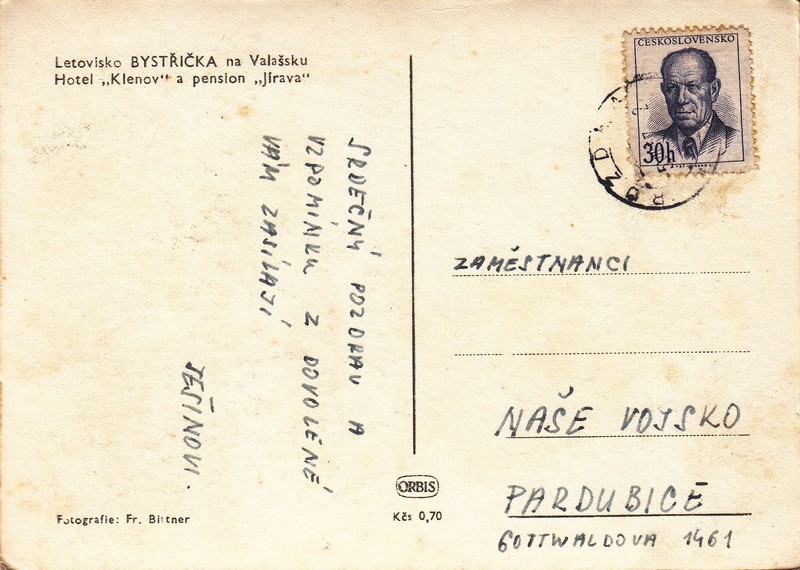 Letovisko BYSTŘIČKA na Valašsku
Hotel „Klenov" a pension „Jírava"
SRDEČNÝ POZDRAV A
VZPOMÍNKU Z DOVOLENÉ
VÁM ZASÍLAJÍ
TEŠINOVI.
Fotografie: Fr. Bittner
ORBIS
Kčs 0,70
ČESKOSLOVENSKO
30h
ZAMĚSTNANCI
NAŠE VOJSKO
PARDUBICE
GOTTWALDOVA 1461